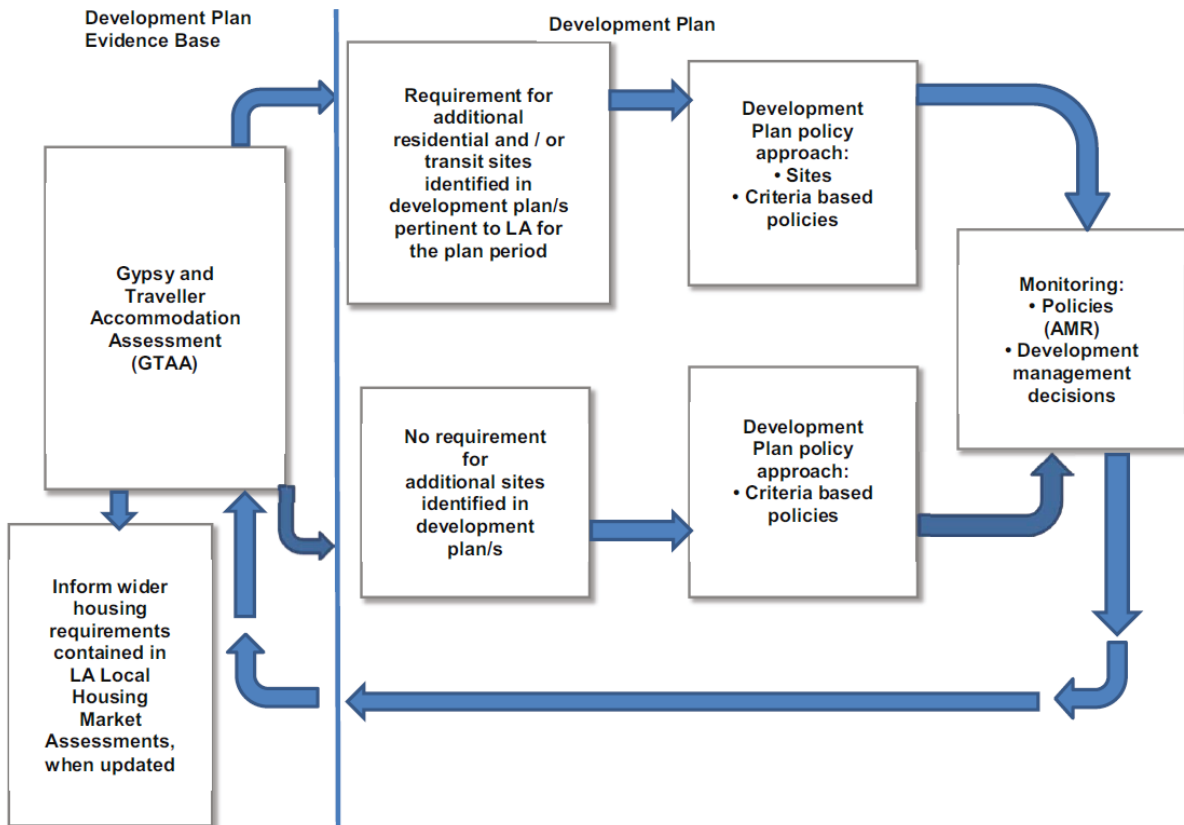 Development Plan
Evidence Base
Development Plan
Gypsy and
Traveller
Accommodation
Assessment
(GTAA)
Inform wider
housing
requirements
contained in
LA Local
Housing
Market
Assessments,
when updated
Requirement for
additional
residential and / or
transit sites
identified in
development plan/s
pertinent to LA for
the plan period
Development
Plan policy
approach:
• Sites
• Criteria based
policies
No requirement
for
additional sites
identified in
development
plan/s
Development
Plan policy
approach:
• Criteria based
policies
Monitoring:
• Policies
(AMR)
• Development
management
decisions